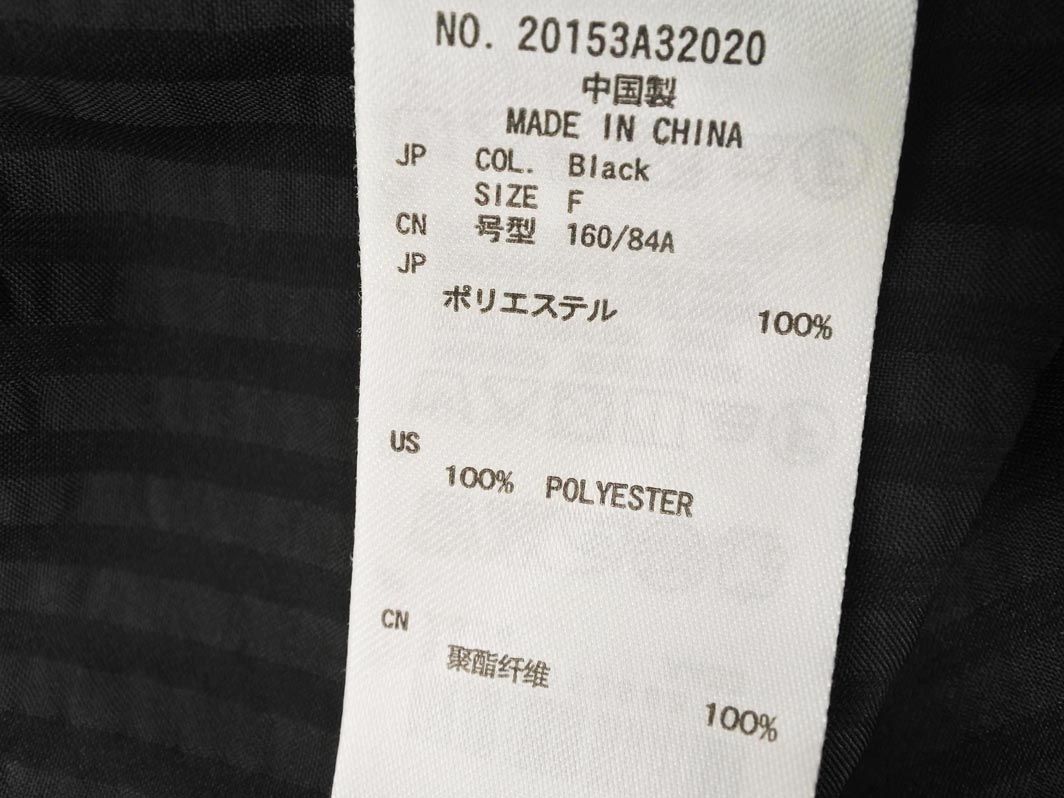 NO. 20153A32020
中国製
MADE IN CHINA
JP COL. Black
SIZE F
CN 号型 160/84A
JP
ポリエステル 100%
US
100% POLYESTER
CN
聚酯纤维
100%